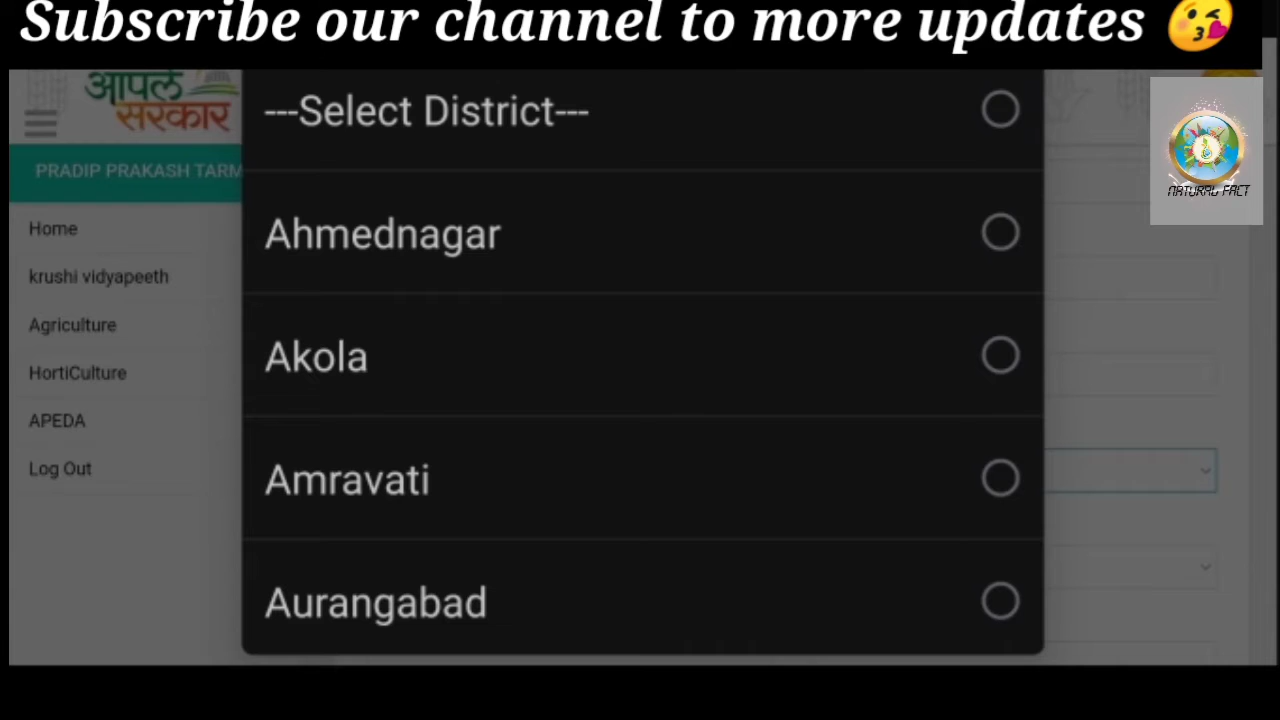 Subscribe our channel to more updates 😘
आपले
सरकार
PRADIP PRAKASH TARM
Home
krushi vidyapeeth
Agriculture
HortiCulture
APEDA
Log Out
---Select District---
Ahmednagar
Akola
Amravati
Aurangabad
NATURAL FACT